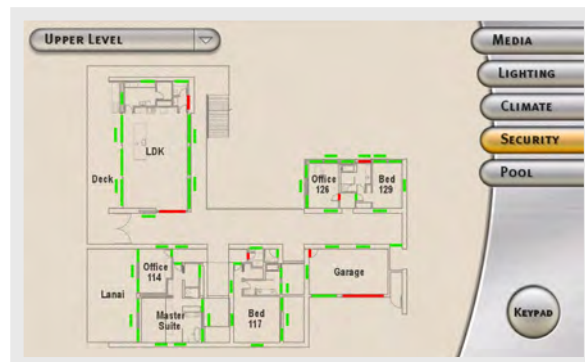 UPPER LEVEL
MEDIA
LIGHTING
CLIMATE
SECURITY
POOL
LDK
Deck
Office
126
Bed
129
Office
114
Garage
Lanai
Master
Suite
Bed
117
KEYPAD